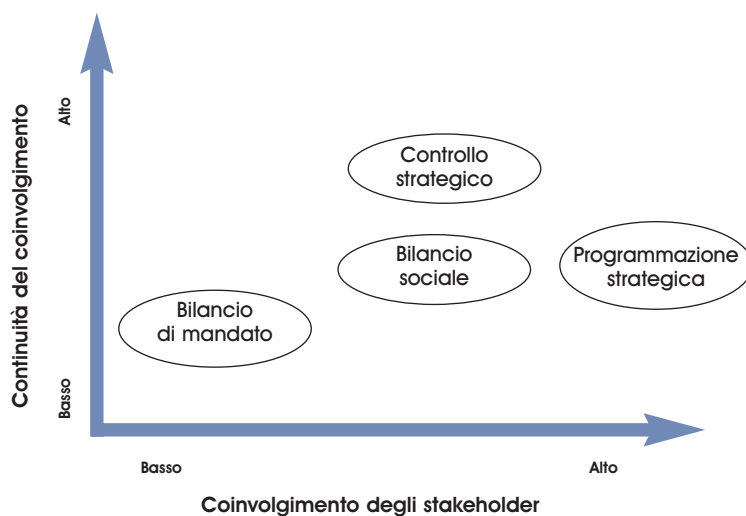 Continuità del coinvolgimento
Alto
Basso
Controllo
strategico
Bilancio
sociale
Programmazione
strategica
Bilancio
di mandato
Basso
Alto
Coinvolgimento degli stakeholder